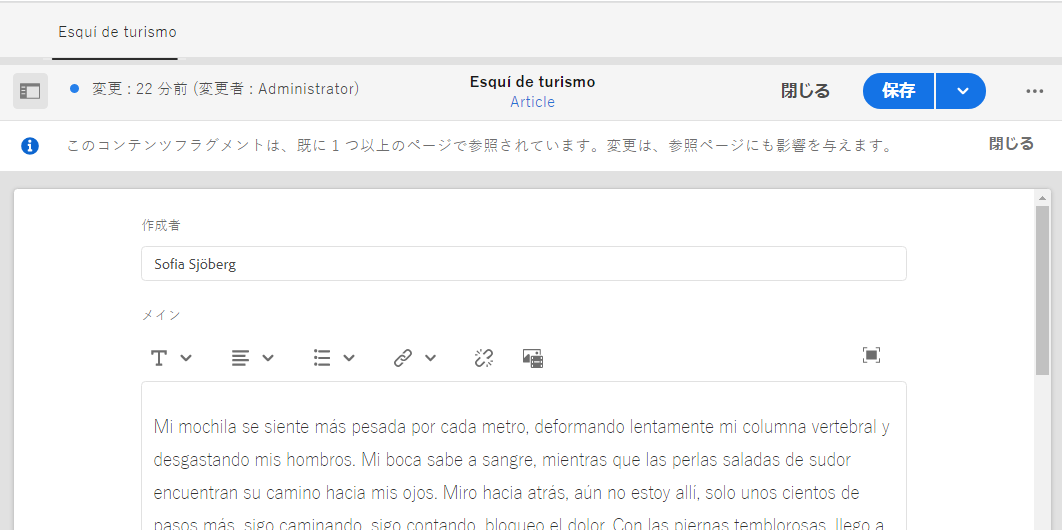 Esquí de turismo
変更 : 22 分前 (変更者 : Administrator)
Esquí de turismo
Article
閉じる
保存
このコンテンツフラグメントは、既に 1 つ以上のページで参照されています。変更は、参照ページにも影響を与えます。
閉じる
作成者
Sofia Sjöberg
メイン
Mi mochila se siente más pesada por cada metro, deformando lentamente mi columna vertebral y
desgastando mis hombros. Mi boca sabe a sangre, mientras que las perlas saladas de sudor
encuentran su camino hacia mis ojos. Miro hacia atrás, aún no estoy allí, solo unos cientos de
pasos más, sigo caminando, sigo contando, bloqueo el dolor. Con las piernas temblorosas, llego a